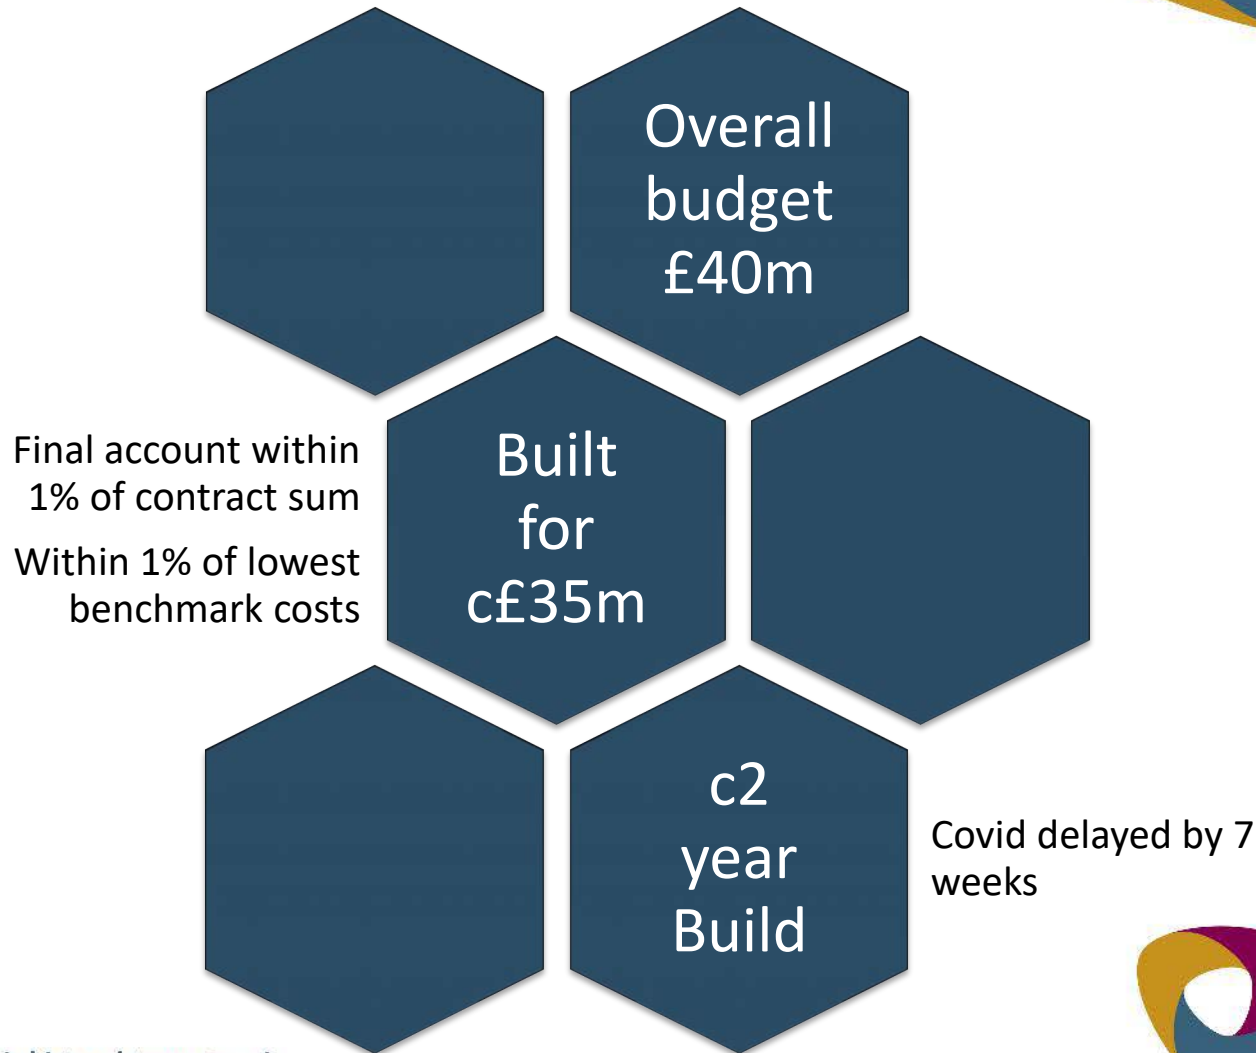 Overall
budget
£40m
Final account within
1% of contract sum
Within 1% of lowest
benchmark costs
Built
for
c£35m
c2
year
Build
Covid delayed by 7
weeks